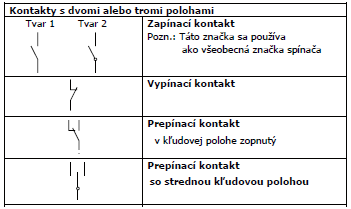 Kontakty s dvomi alebo tromi polohami
Tvar 1 Tvar 2
Zapínací kontakt
Pozn.: Táto značka sa používa
ako všeobecná značka spínača
Vypínací kontakt
Prepínací kontakt
v kľudovej polohe zopnutý
Prepínací kontakt
so strednou kľudovou polohou